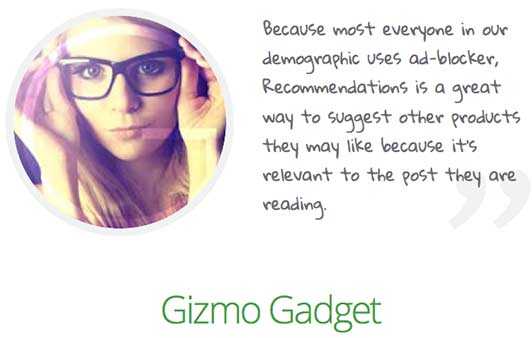 Because most everyone in our
demographic uses ad-blocker,
Recommendations is a great
way to suggest other products
they may like because it's
relevant to the post they are
reading.
”
Gizmo Gadget